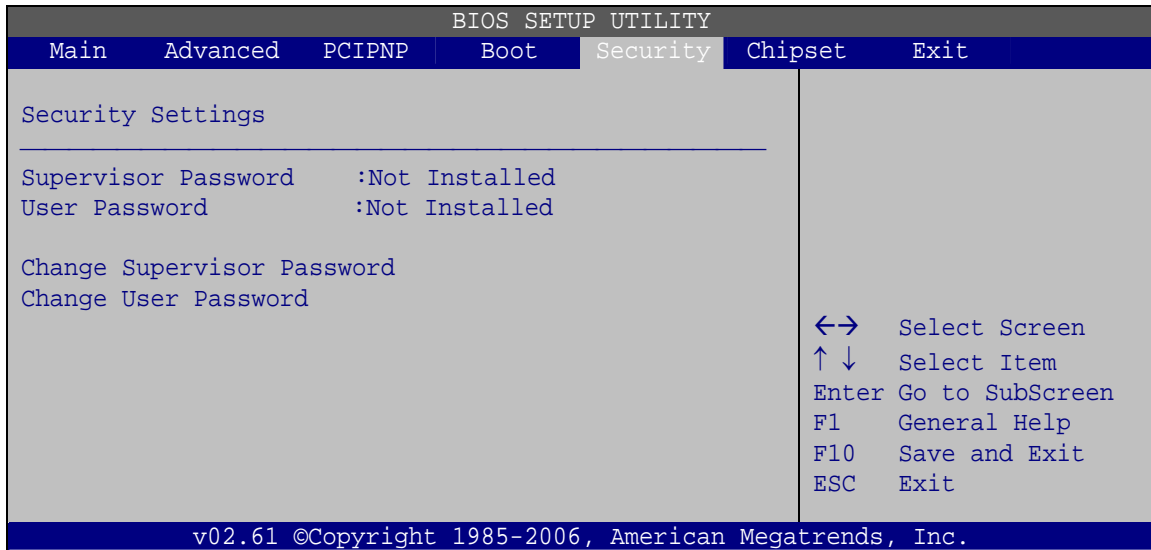 BIOS SETUP UTILITY
Main Advanced PCIPNP Boot Security Chipset Exit
Security Settings
Supervisor Password :Not Installed
User Password :Not Installed
Change Supervisor Password
Change User Password
←→ Select Screen
↑ ↓ Select Item
Enter Go to SubScreen
F1 General Help
F10 Save and Exit
ESC Exit
v02.61 ©Copyright 1985-2006, American Megatrends, Inc.